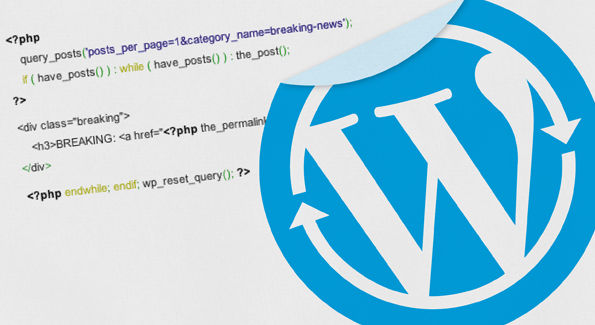 <?php
query_posts('posts_per_page=1&category_name=breaking-news');
if ( have_posts() ) : while ( have_posts() ) : the_post();
?>
<div class="breaking">
<h3>BREAKING: <a href="<?php the_permalink
</div>
<?php endwhile; endif; wp_reset_query(); ?>
W